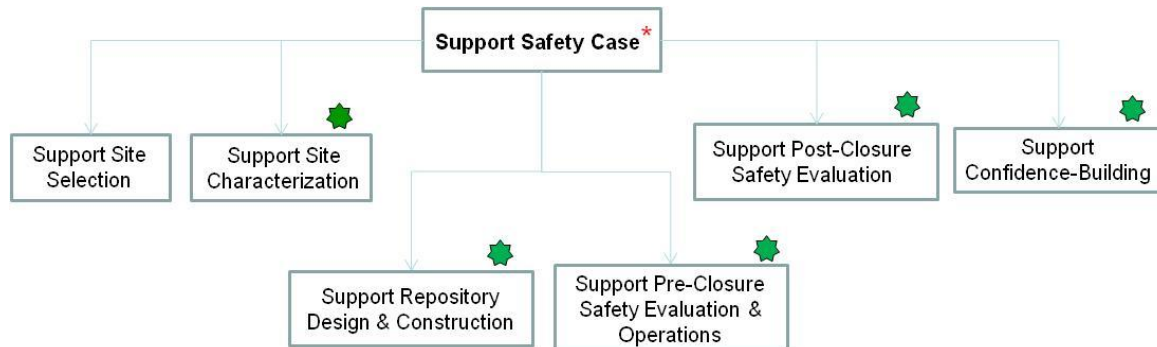 Support Safety Case*
Support Site
Selection
Support Site
Characterization
Support Post-Closure
Safety Evaluation
Support
Confidence-Building
Support Repository
Design & Construction
Support Pre-Closure
Safety Evaluation &
Operations